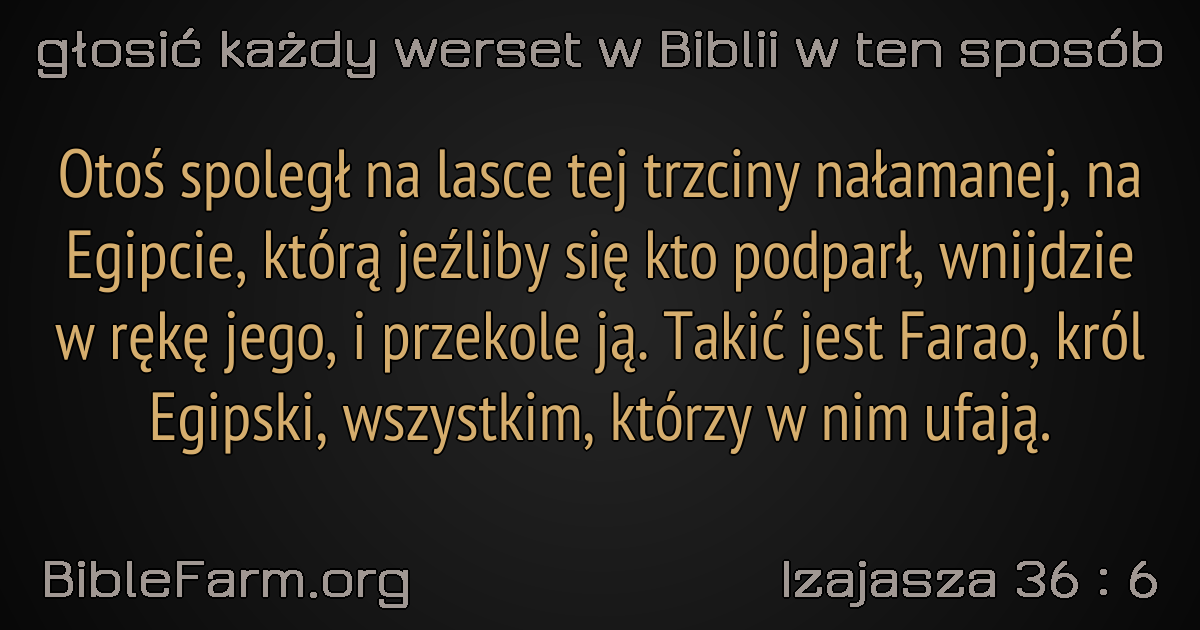 głosić każdy werset w Biblii w ten sposób
Otoś spoległ na lasce tej trzciny nałamanej, na
Egipcie, którą jeźliby się kto podparł, wnijdzie
w rękę jego, i przekole ją. Takić jest Farao, król
Egipski, wszystkim, którzy w nim ufają.
BibleFarm.org
Izajasza 36 : 6